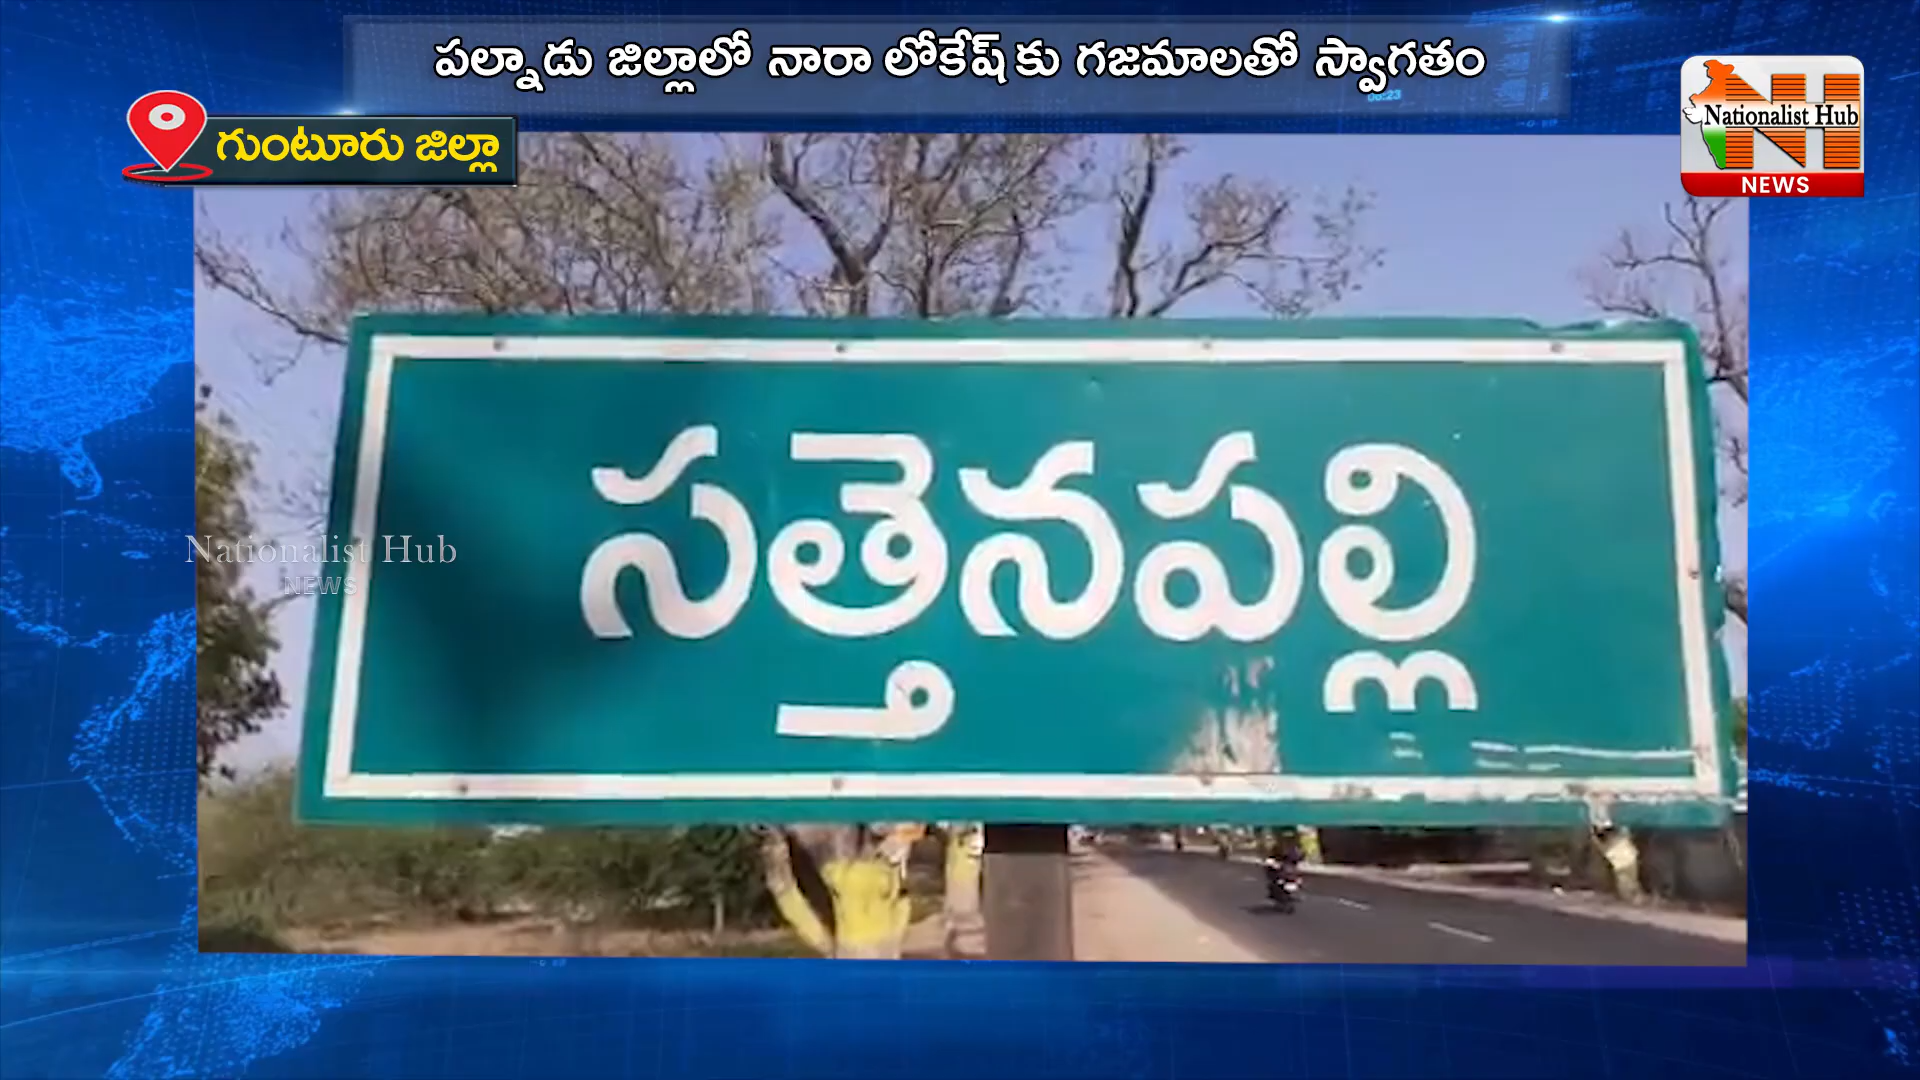 పల్నాడు జిల్లాలో నారా లోకేష్ కు గజమాలతో స్వాగతం
గుంటూరు జిల్లా
Nationalist Hub
NEWS
సత్తెనపల్లి
Nationalist Hub
NEWS